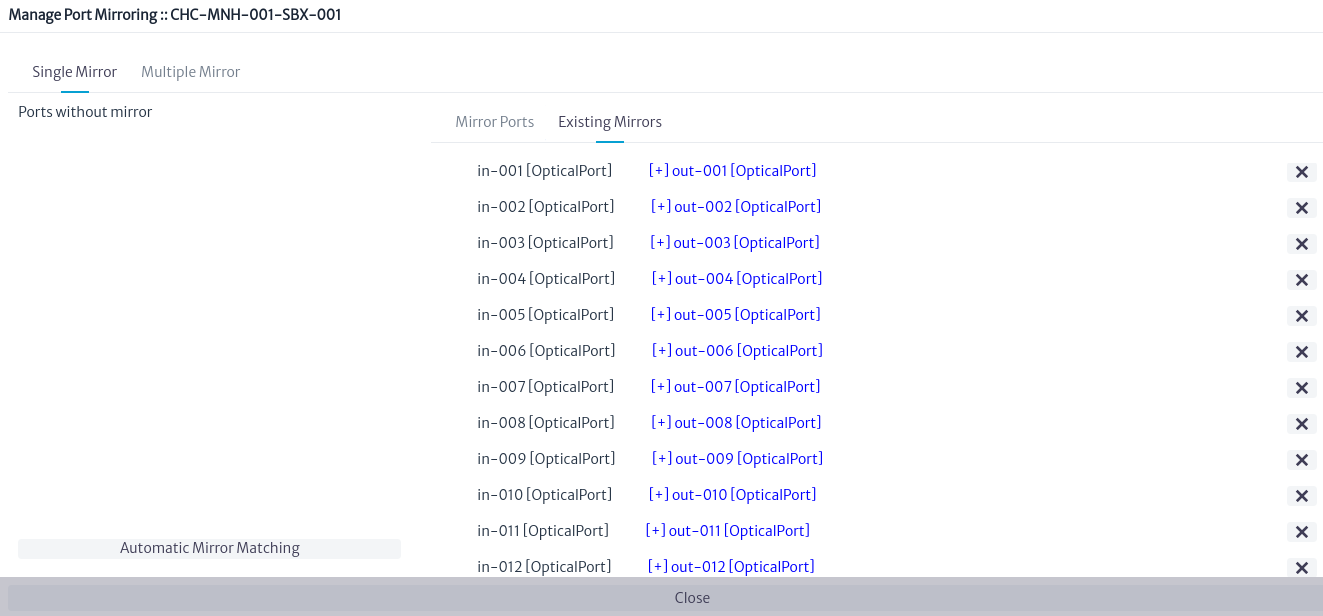 Manage Port Mirroring :: CHC-MNH-001-SBX-001
Single Mirror Multiple Mirror
Ports without mirror
Mirror Ports Existing Mirrors
in-001 [OpticalPort] [+] out-001 [OpticalPort]
in-002 [OpticalPort] [+] out-002 [OpticalPort]
in-003 [OpticalPort] [+] out-003 [OpticalPort]
in-004 [OpticalPort] [+] out-004 [OpticalPort]
in-005 [OpticalPort] [+] out-005 [OpticalPort]
in-006 [OpticalPort] [+] out-006 [OpticalPort]
in-007 [OpticalPort] [+] out-007 [OpticalPort]
in-008 [OpticalPort] [+] out-008 [OpticalPort]
in-009 [OpticalPort] [+] out-009 [OpticalPort]
in-010 [OpticalPort] [+] out-010 [OpticalPort]
in-011 [OpticalPort] [+] out-011 [OpticalPort]
in-012 [OpticalPort] [+] out-012 [OpticalPort]
Automatic Mirror Matching
Close